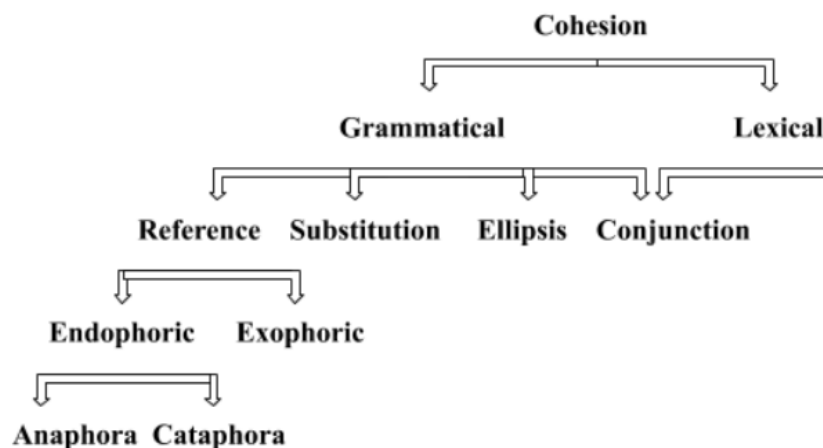 Cohesion
Grammatical Lexical
Reference Substitution Ellipsis Conjunction
Endophoric Exophoric
Anaphora Cataphora